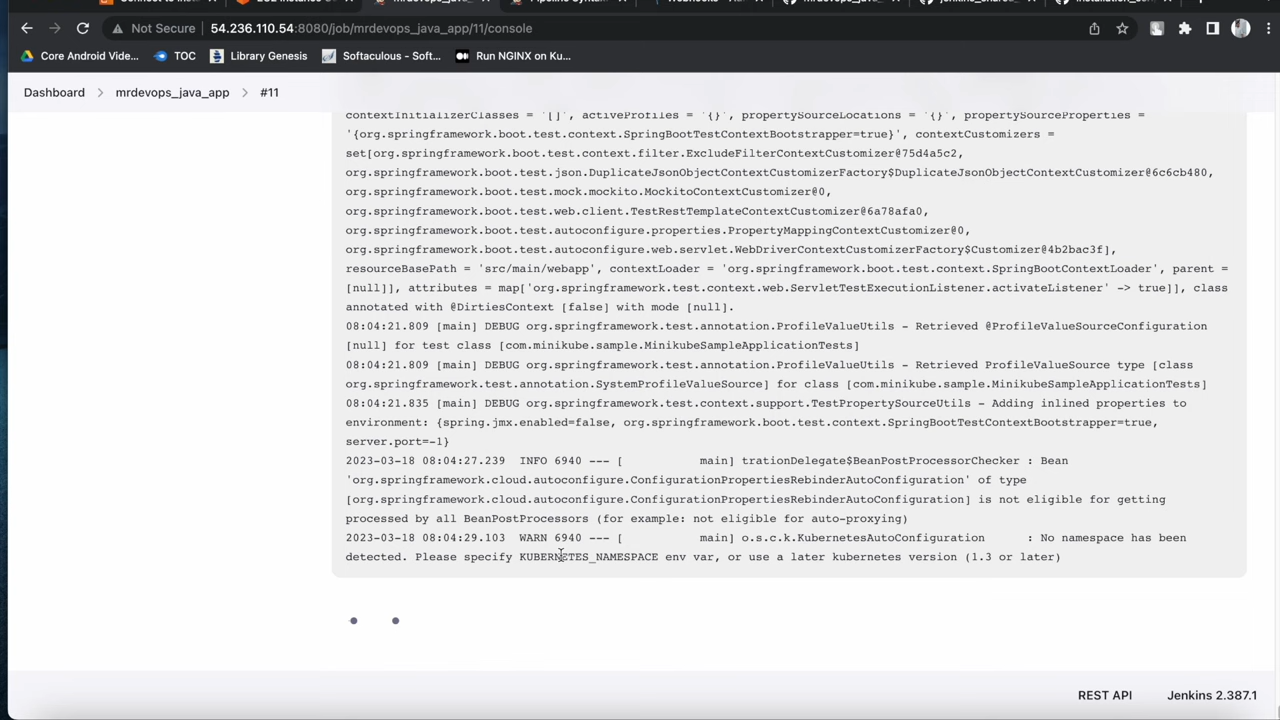 Not Secure
54.236.110.54:8080/job/mrdevops_java_app/11/console
Core Android Vide...
TOC
Library Genesis
Softaculous - Soft...
Run NGINX on Ku...
Dashboard
mrdevops_java_app
#11
contextInitializerClasses = '[]', activeProfiles = '{}', propertySourceLocations = '{}', propertySourceProperties =
'{org.springframework.boot.test.context.SpringBootTestContextBootstrapper=true}', contextCustomizers =
set[org.springframework.boot.test.context.filter.ExcludeFilterContextCustomizer@75d4a5c2,
org.springframework.boot.test.json.DuplicateJsonObjectContextCustomizerFactory$DuplicateJsonObjectContextCustomizer@6c6cb480,
org.springframework.boot.test.mock.mockito.MockitoContextCustomizer@0,
org.springframework.boot.test.web.client.TestRestTemplateContextCustomizer@6a78afa0,
org.springframework.boot.test.autoconfigure.properties.PropertyMappingContextCustomizer@0,
org.springframework.boot.test.autoconfigure.web.servlet.WebDriverContextCustomizerFactory$Customizer@4b2bac3f],
resourceBasePath = 'src/main/webapp', contextLoader = 'org.springframework.boot.test.context.SpringBootContextLoader', parent =
[null]], attributes = map['org.springframework.test.context.web.ServletTestExecutionListener.activateListener' -> true]], class
annotated with @DirtiesContext [false] with mode [null].
08:04:21.809 [main] DEBUG org.springframework.test.annotation.ProfileValueUtils - Retrieved @ProfileValueSourceConfiguration
[null] for test class [com.minikube.sample.MinikubeSampleApplicationTests]
08:04:21.809 [main] DEBUG org.springframework.test.annotation.ProfileValueUtils - Retrieved ProfileValueSource type [class
org.springframework.test.annotation.SystemProfileValueSource] for class [com.minikube.sample.MinikubeSampleApplicationTests]
08:04:21.835 [main] DEBUG org.springframework.test.context.support.TestPropertySourceUtils - Adding inlined properties to
environment: {spring.jmx.enabled=false, org.springframework.boot.test.context.SpringBootTestContextBootstrapper=true,
server.port=-1}
2023-03-18 08:04:27.239 INFO 6940 --- [ main] trationDelegate$BeanPostProcessorChecker : Bean
'org.springframework.cloud.autoconfigure.ConfigurationPropertiesRebinderAutoConfiguration' of type
[org.springframework.cloud.autoconfigure.ConfigurationPropertiesRebinderAutoConfiguration] is not eligible for getting
processed by all BeanPostProcessors (for example: not eligible for auto-proxying)
2023-03-18 08:04:29.103 WARN 6940 --- [ main] o.s.c.k.KubernetesAutoConfiguration : No namespace has been
detected. Please specify KUBERNETES_NAMESPACE env var, or use a later kubernetes version (1.3 or later)
REST API
Jenkins 2.387.1